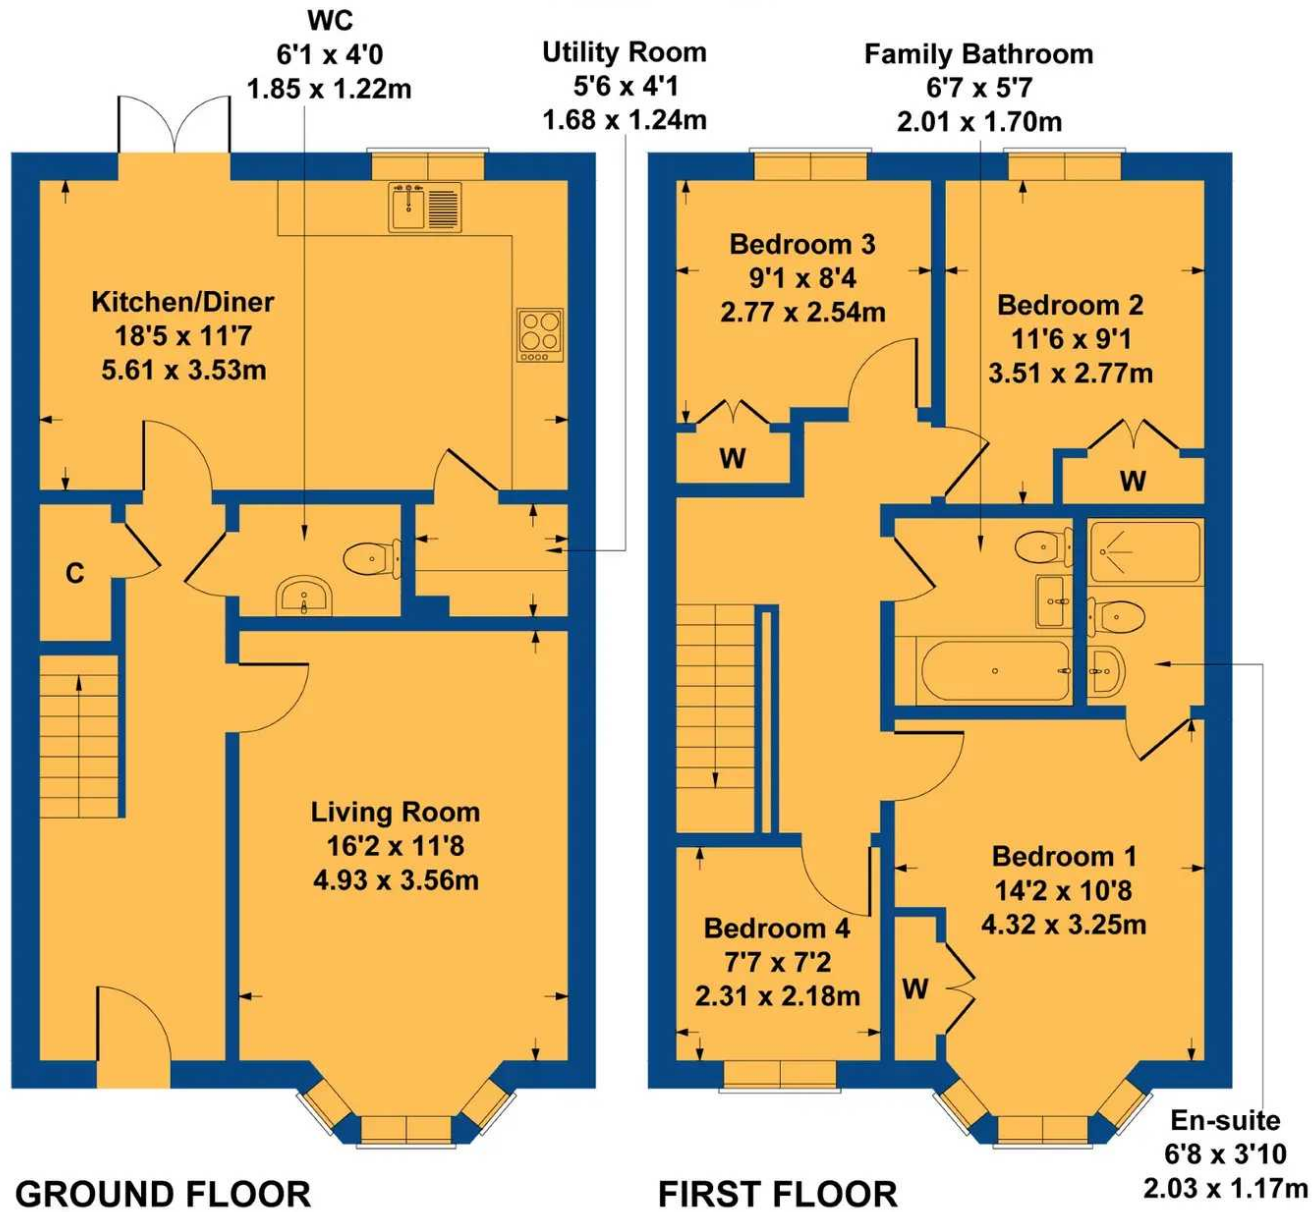 WC
6'1 x 4'0
1.85 x 1.22m
Utility Room
5'6 x 4'1
1.68 x 1.24m
Family Bathroom
6'7 x 5'7
2.01 x 1.70m
Kitchen/Diner
18'5 x 11'7
5.61 x 3.53m
C
Living Room
16'2 x 11'8
4.93 x 3.56m
GROUND FLOOR
Bedroom 3
9'1 x 8'4
2.77 x 2.54m
W
Bedroom 2
11'6 x 9'1
3.51 x 2.77m
W
Bedroom 1
14'2 x 10'8
4.32 x 3.25m
W
Bedroom 4
7'7 x 7'2
2.31 x 2.18m
En-suite
6'8 x 3'10
2.03 x 1.17m
FIRST FLOOR